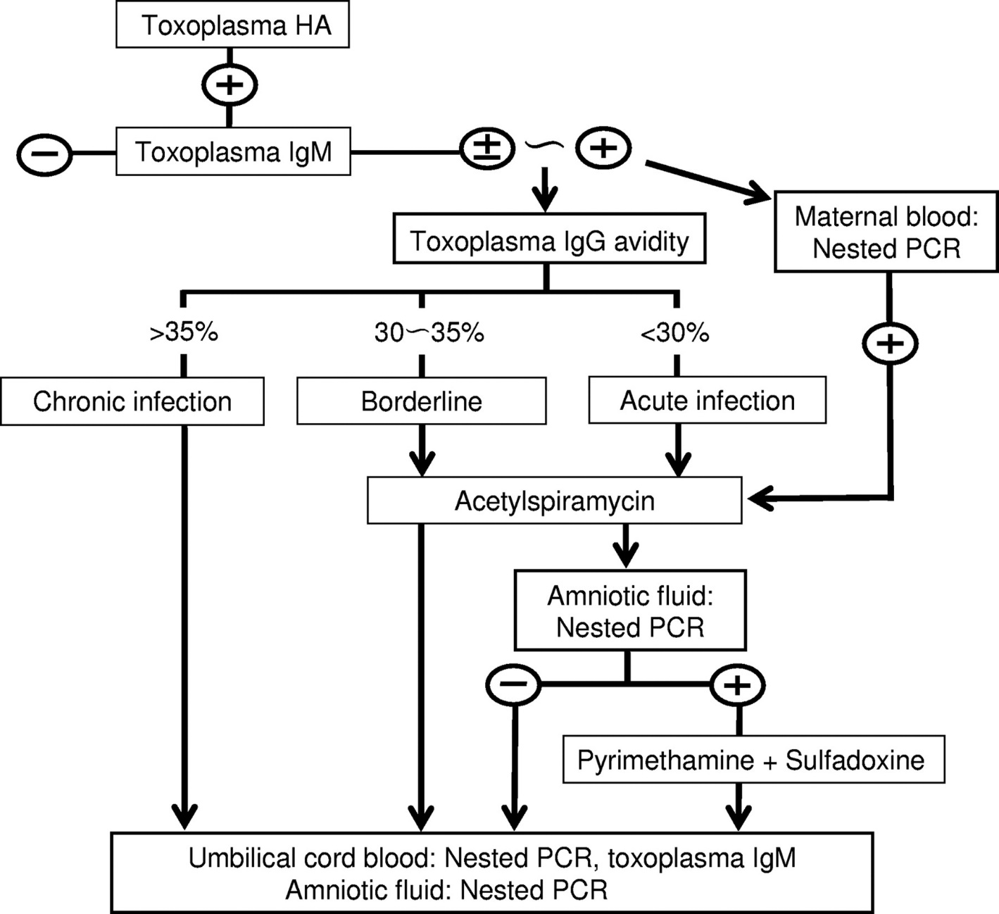 Toxoplasma HA
+
− Toxoplasma IgM ± ∼ +
Maternal blood:
Nested PCR
Toxoplasma IgG avidity
>35% 30∼35% <30%
+
Chronic infection
Borderline
Acute infection
Acetylspiramycin
Amniotic fluid:
Nested PCR
− +
Pyrimethamine + Sulfadoxine
Umbilical cord blood: Nested PCR, toxoplasma IgM
Amniotic fluid: Nested PCR